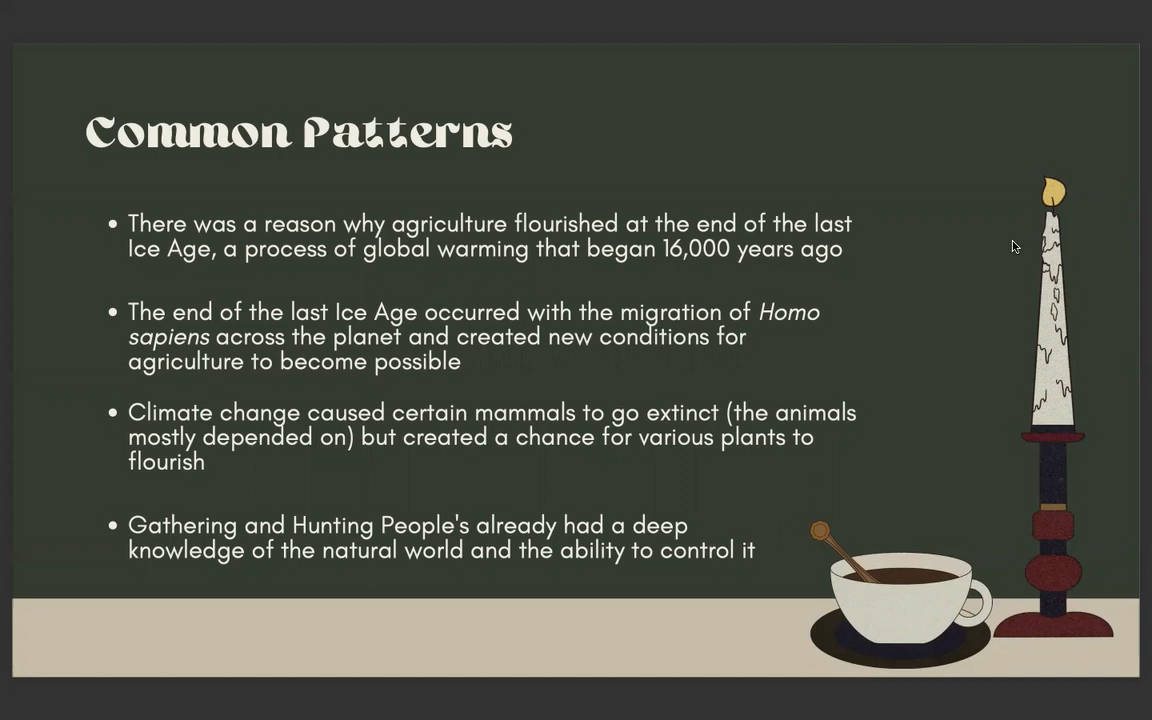 Common Patterns
• There was a reason why agriculture flourished at the end of the last
Ice Age, a process of global warming that began 16,000 years ago
• The end of the last Ice Age occurred with the migration of Homo
sapiens across the planet and created new conditions for
agriculture to become possible
• Climate change caused certain mammals to go extinct (the animals
mostly depended on) but created a chance for various plants to
flourish
• Gathering and Hunting People's already had a deep
knowledge of the natural world and the ability to control it